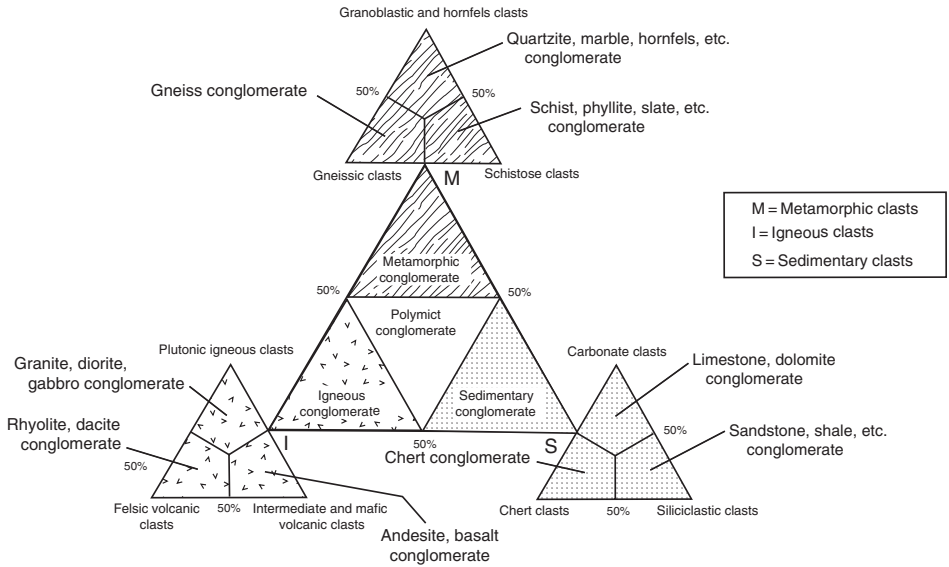 Granoblastic and hornfels clasts
Quartzite, marble, hornfels, etc.
conglomerate
Gneiss conglomerate
50%
50%
Schist, phyllite, slate, etc.
conglomerate
Gneissic clasts
M
Schistose clasts
M = Metamorphic clasts
I = Igneous clasts
S = Sedimentary clasts
Metamorphic
conglomerate
50%
50%
Polymict
conglomerate
Plutonic igneous clasts
Carbonate clasts
Granite, diorite,
gabbro conglomerate
Limestone, dolomite
conglomerate
Igneous
conglomerate
Sedimentary
conglomerate
Rhyolite, dacite
conglomerate
I
50%
S
50%
Sandstone, shale, etc.
conglomerate
Chert conglomerate
50%
Felsic volcanic
clasts
50%
Intermediate and mafic
volcanic clasts
Chert clasts
50%
Siliciclastic clasts
Andesite, basalt
conglomerate